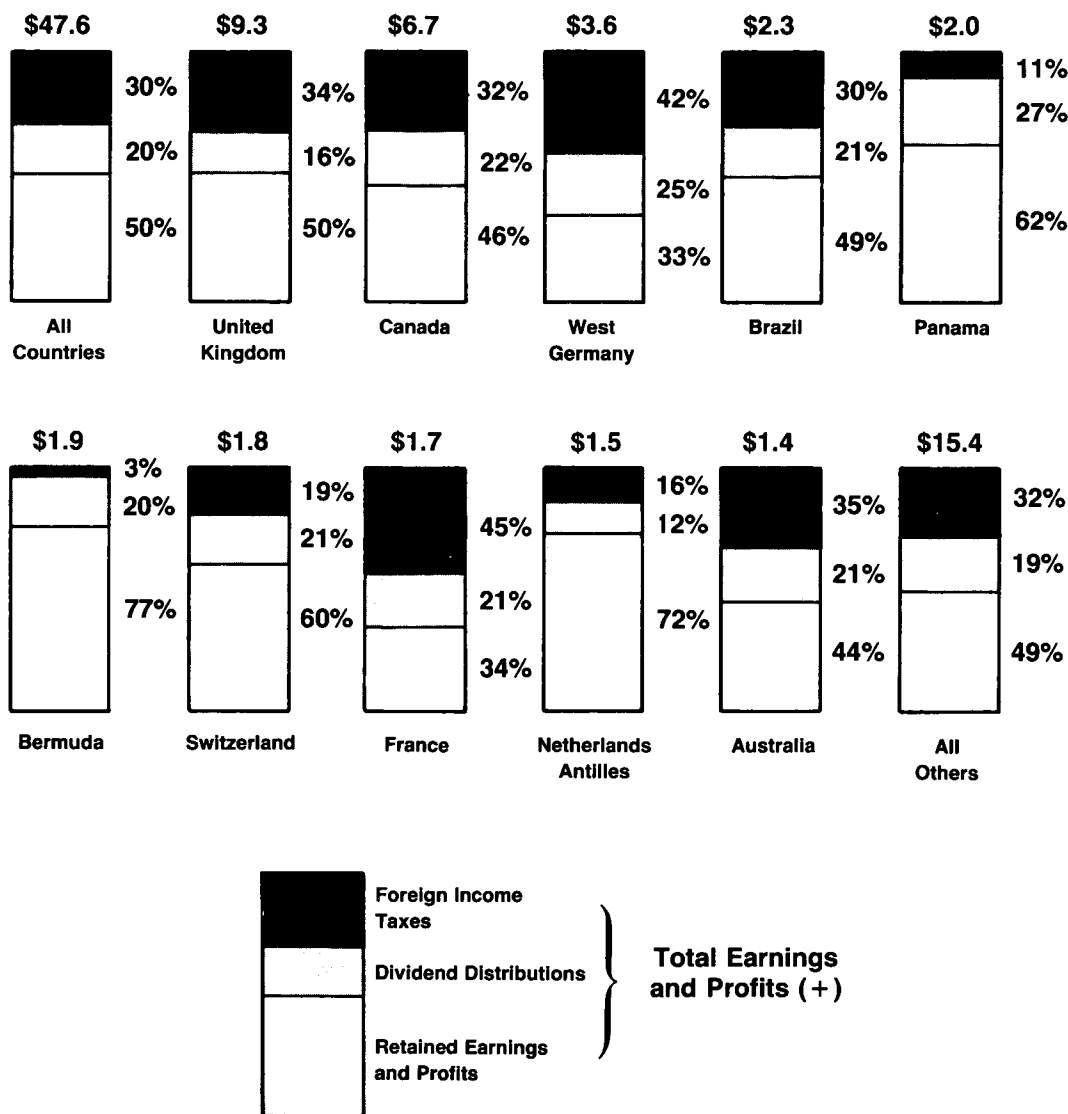 $47.6 $9.3 $6.7 $3.6 $2.3 $2.0
30% 34% 32% 42% 30% 11%
27%
20% 16% 22% 25% 21%
50% 50% 46% 33% 49% 62%
All
Countries
United
Kingdom
Canada
West
Germany
Brazil
Panama
$1.9 $1.8 $1.7 $1.5 $1.4 $15.4
3% 19% 45% 16% 35% 32%
20% 21% 21% 12% 21% 19%
77% 60% 34% 72% 44% 49%
Bermuda
Switzerland
France
Netherlands
Antilles
Australia
All
Others
Foreign Income
Taxes
Dividend Distributions
Retained Earnings
and Profits
Total Earnings
and Profits (+)